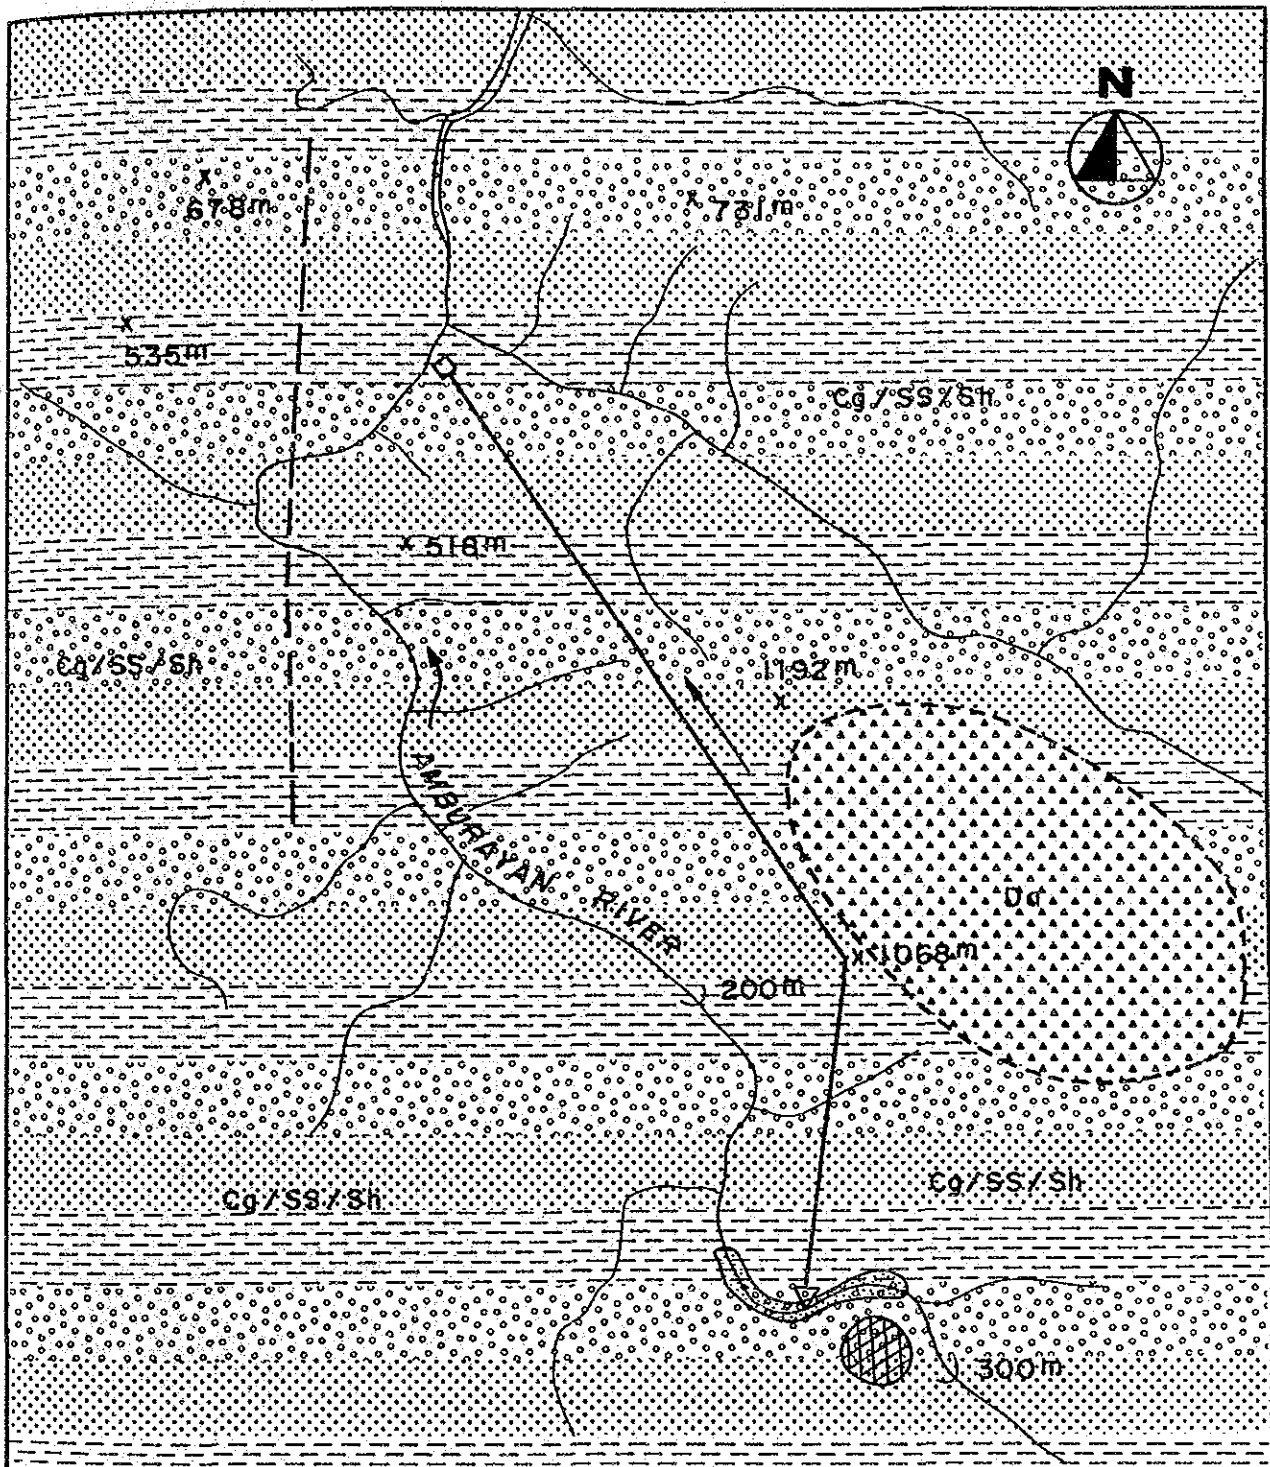 N
x
678m
x 731m
x
535m
Cg/SS/Sh
x 518m
Cg/SS/Sh
1192m
x
AMBURAYAN RIVER
Da
x 1068m
200m
Cg/SS/Sh
Cg/SS/Sh
300m